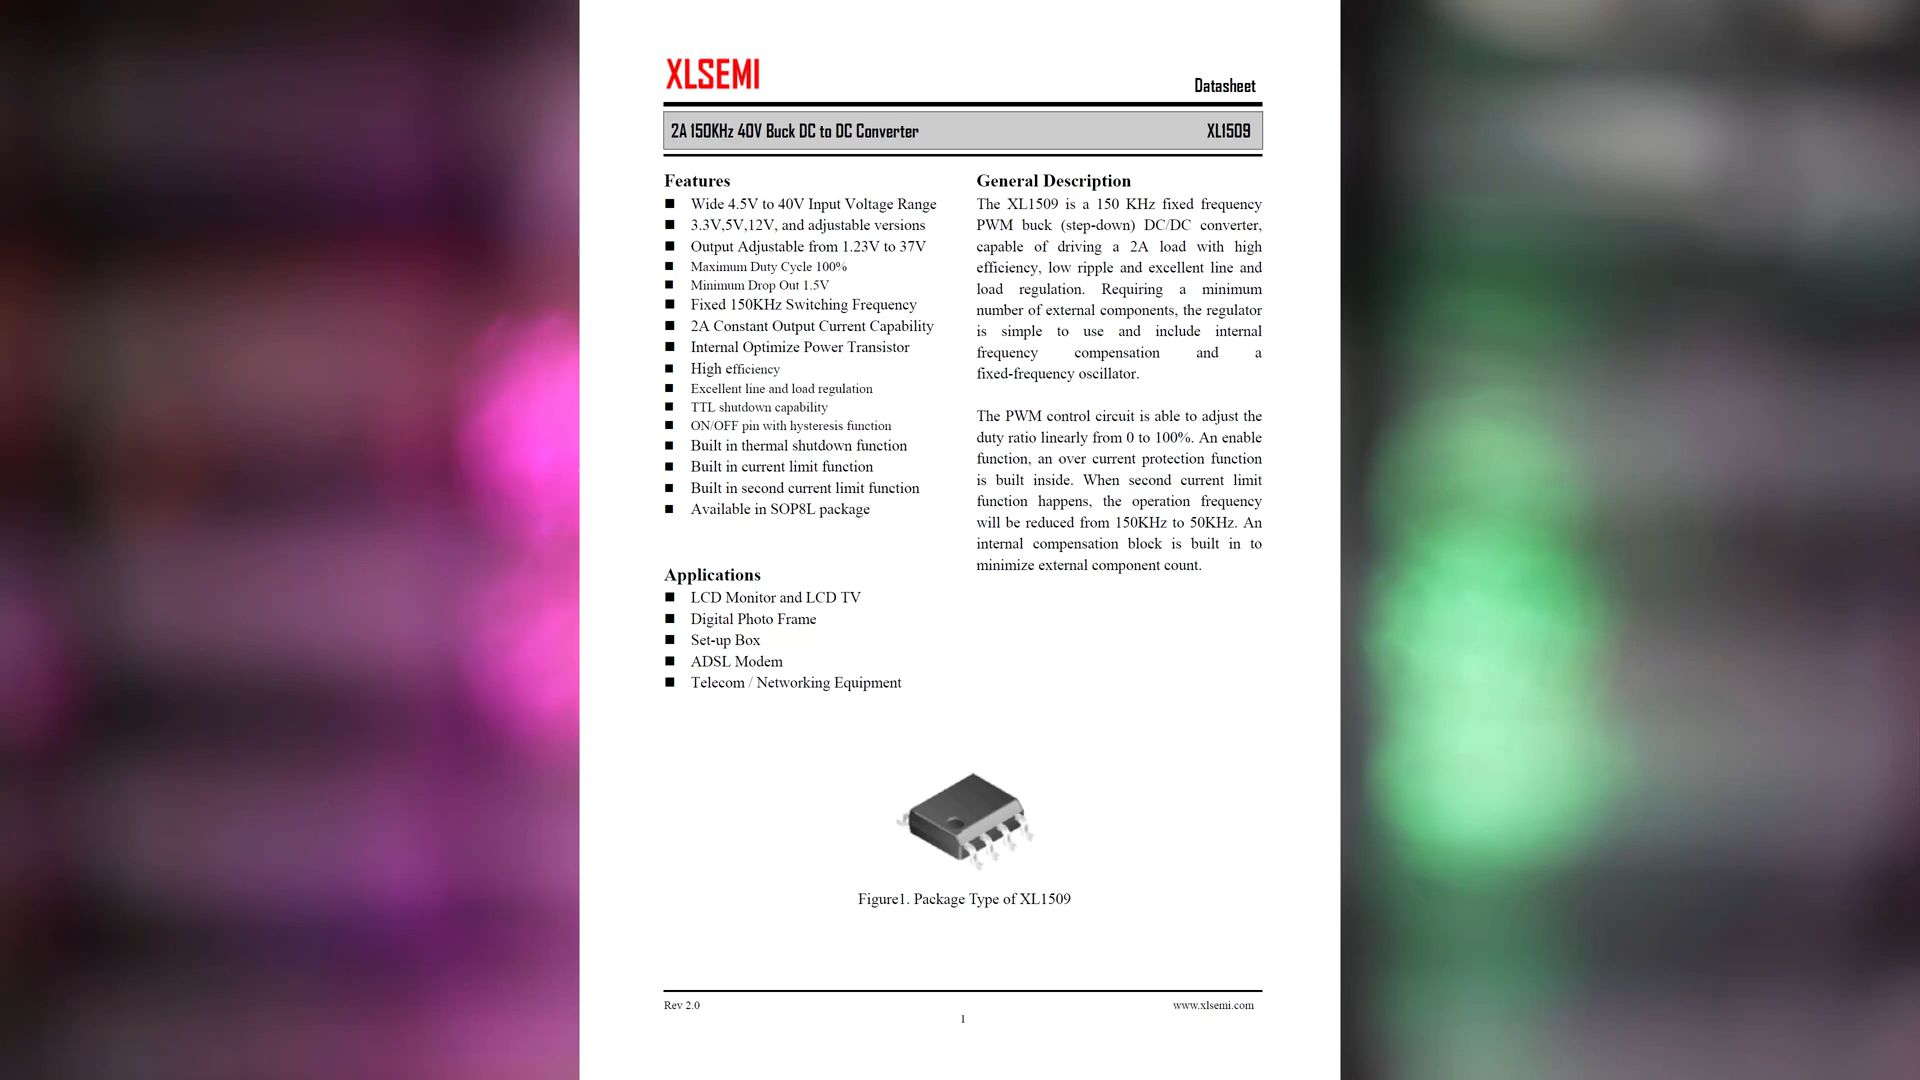 XLSEMI
Datasheet
2A 150KHz 40V Buck DC to DC Converter XL1509
Features
■ Wide 4.5V to 40V Input Voltage Range
■ 3.3V,5V,12V, and adjustable versions
■ Output Adjustable from 1.23V to 37V
■ Maximum Duty Cycle 100%
■ Minimum Drop Out 1.5V
■ Fixed 150KHz Switching Frequency
■ 2A Constant Output Current Capability
■ Internal Optimize Power Transistor
■ High efficiency
■ Excellent line and load regulation
■ TTL shutdown capability
■ ON/OFF pin with hysteresis function
■ Built in thermal shutdown function
■ Built in current limit function
■ Built in second current limit function
■ Available in SOP8L package
Applications
■ LCD Monitor and LCD TV
■ Digital Photo Frame
■ Set-up Box
■ ADSL Modem
■ Telecom / Networking Equipment
General Description
The XL1509 is a 150 KHz fixed frequency
PWM buck (step-down) DC/DC converter,
capable of driving a 2A load with high
efficiency, low ripple and excellent line and
load regulation. Requiring a minimum
number of external components, the regulator
is simple to use and include internal
frequency compensation and a
fixed-frequency oscillator.
The PWM control circuit is able to adjust the
duty ratio linearly from 0 to 100%. An enable
function, an over current protection function
is built inside. When second current limit
function happens, the operation frequency
will be reduced from 150KHz to 50KHz. An
internal compensation block is built in to
minimize external component count.
Figure1. Package Type of XL1509
Rev 2.0
www.xlsemi.com
1